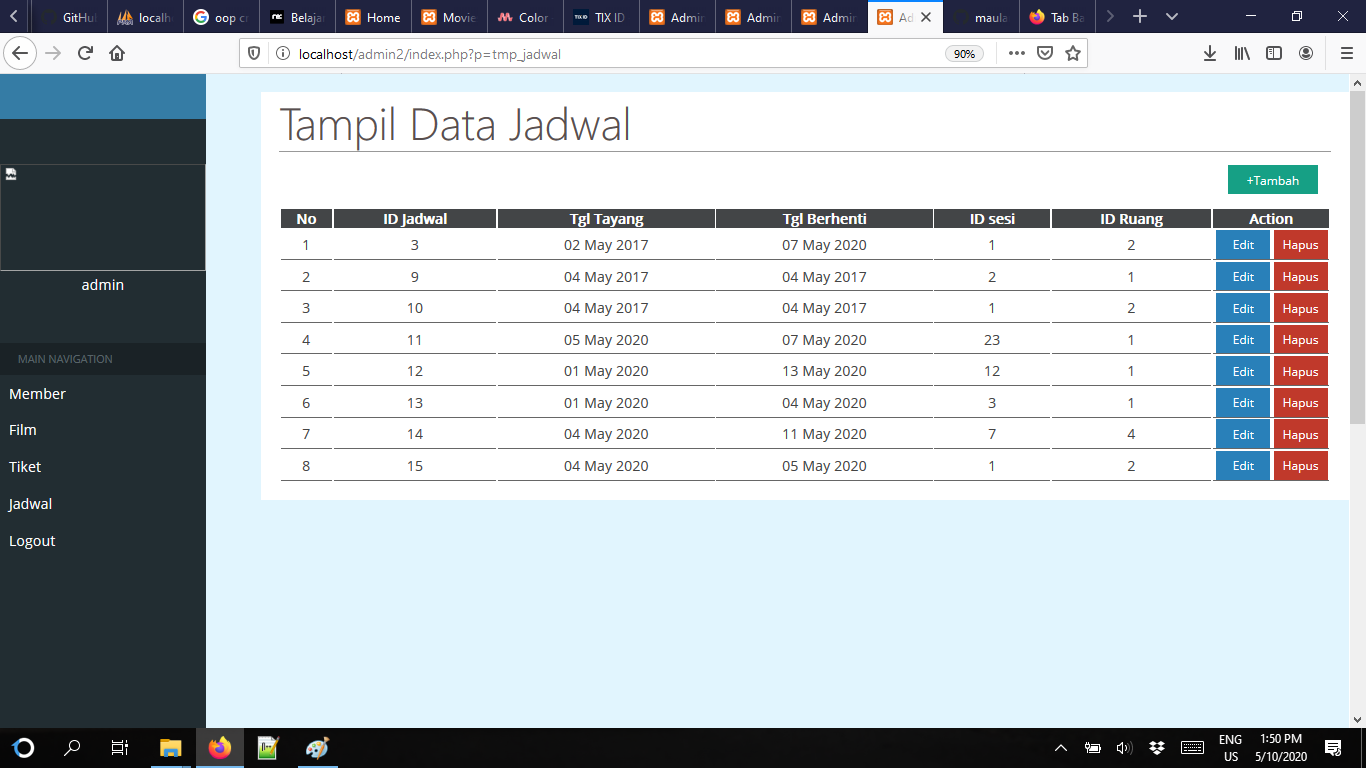 GitHub localh oop c Belaja Home Movie Color TIX ID Admin Admin Admin Ad maula Tab Ba
localhost/admin2/index.php?p=tmp_jadwal 90%
Tampil Data Jadwal
+Tambah
No ID Jadwal Tgl Tayang Tgl Berhenti ID sesi ID Ruang Action
1 3 02 May 2017 07 May 2020 1 2 Edit Hapus
2 9 04 May 2017 04 May 2017 2 1 Edit Hapus
3 10 04 May 2017 04 May 2017 1 2 Edit Hapus
4 11 05 May 2020 07 May 2020 23 1 Edit Hapus
5 12 01 May 2020 13 May 2020 12 1 Edit Hapus
6 13 01 May 2020 04 May 2020 3 1 Edit Hapus
7 14 04 May 2020 11 May 2020 7 4 Edit Hapus
8 15 04 May 2020 05 May 2020 1 2 Edit Hapus
admin
MAIN NAVIGATION
Member
Film
Tiket
Jadwal
Logout
ENG 1:50 PM
US 5/10/2020